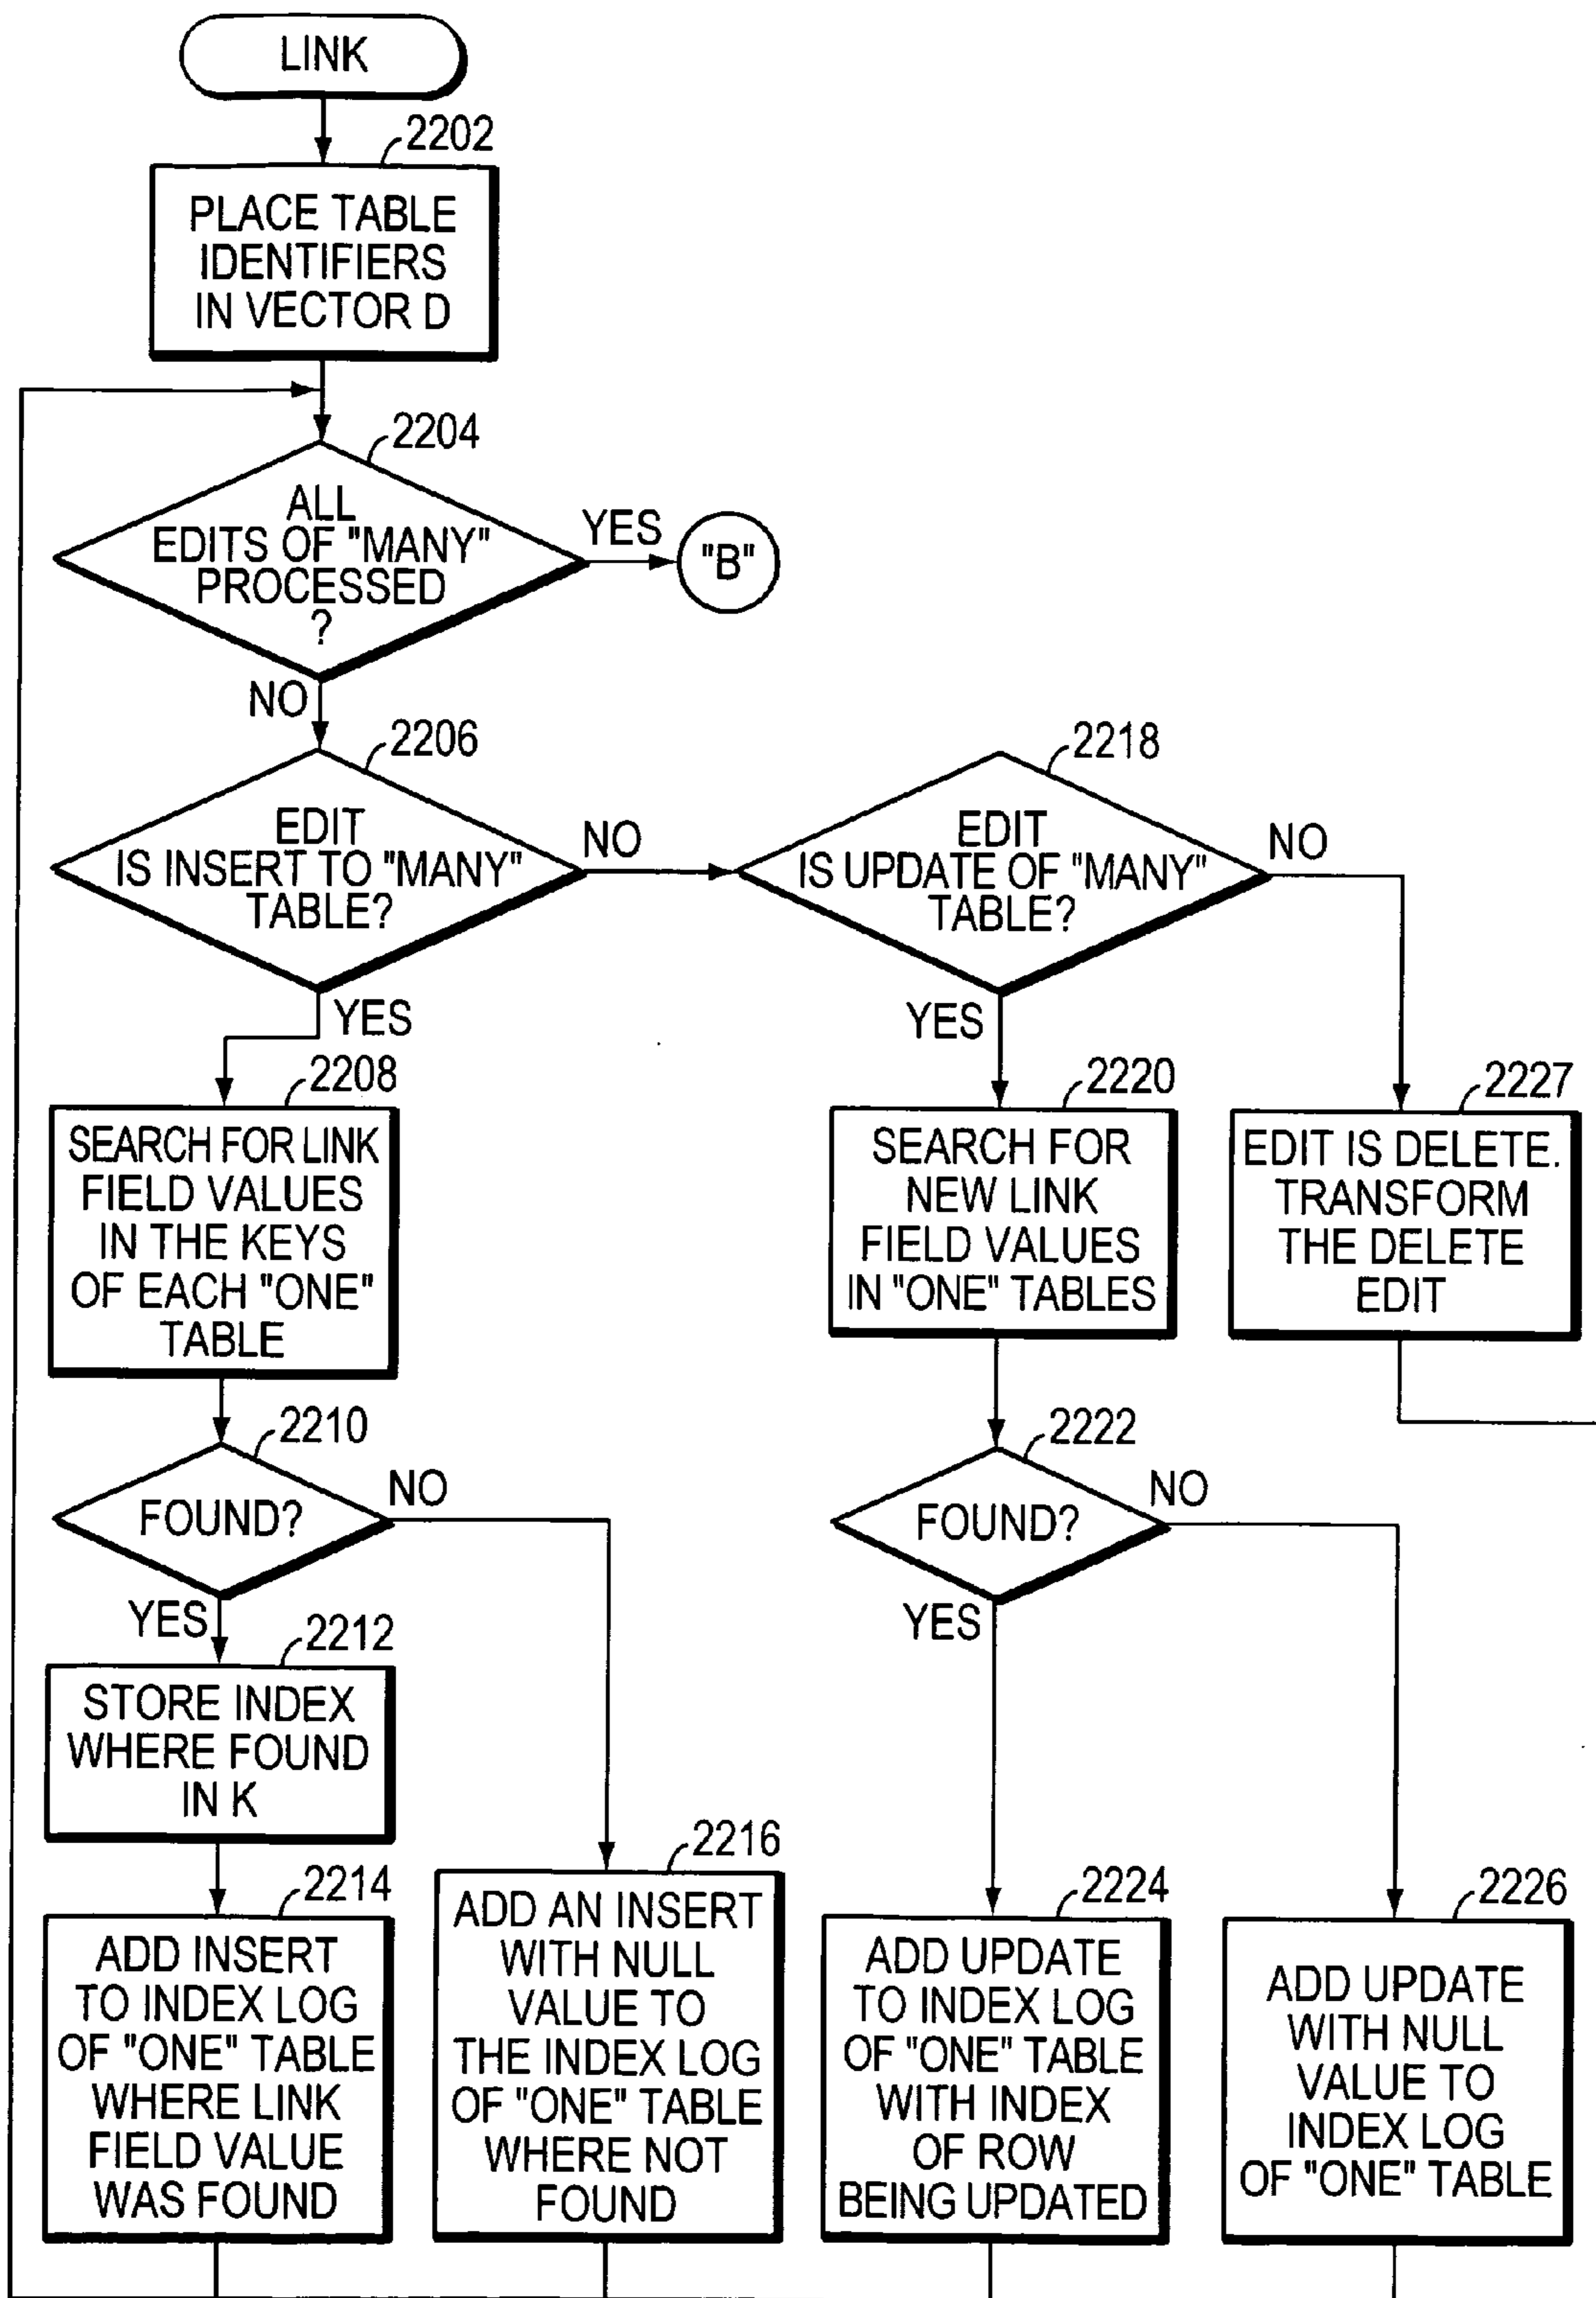 LINK
2202
PLACE TABLE
IDENTIFIERS
IN VECTOR D
2204
ALL
EDITS OF "MANY"
PROCESSED
?
YES
"B"
NO
2206
EDIT
IS INSERT TO "MANY"
TABLE?
NO
2218
EDIT
IS UPDATE OF "MANY"
TABLE?
NO
YES
2208
SEARCH FOR LINK
FIELD VALUES
IN THE KEYS
OF EACH "ONE"
TABLE
YES
2220
SEARCH FOR
NEW LINK
FIELD VALUES
IN "ONE" TABLES
2227
EDIT IS DELETE.
TRANSFORM
THE DELETE
EDIT
2210
FOUND?
NO
YES
2212
STORE INDEX
WHERE FOUND
IN K
2214
ADD INSERT
TO INDEX LOG
OF "ONE" TABLE
WHERE LINK
FIELD VALUE
WAS FOUND
2216
ADD AN INSERT
WITH NULL
VALUE TO
THE INDEX LOG
OF "ONE" TABLE
WHERE NOT
FOUND
2222
FOUND?
NO
YES
2224
ADD UPDATE
TO INDEX LOG
OF "ONE" TABLE
WITH INDEX
OF ROW
BEING UPDATED
2226
ADD UPDATE
WITH NULL
VALUE TO
INDEX LOG
OF "ONE" TABLE